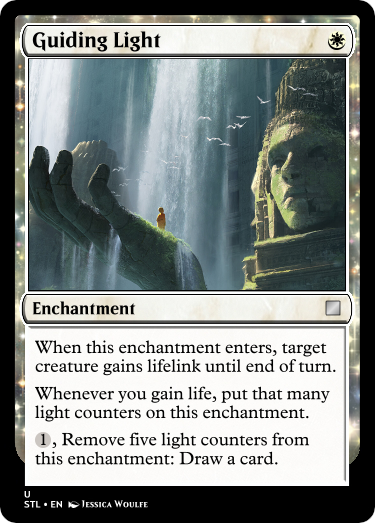 Guiding Light
Enchantment
When this enchantment enters, target
creature gains lifelink until end of turn.
Whenever you gain life, put that many
light counters on this enchantment.
1, Remove five light counters from
this enchantment: Draw a card.
U
STL • EN Jessica Woulfe